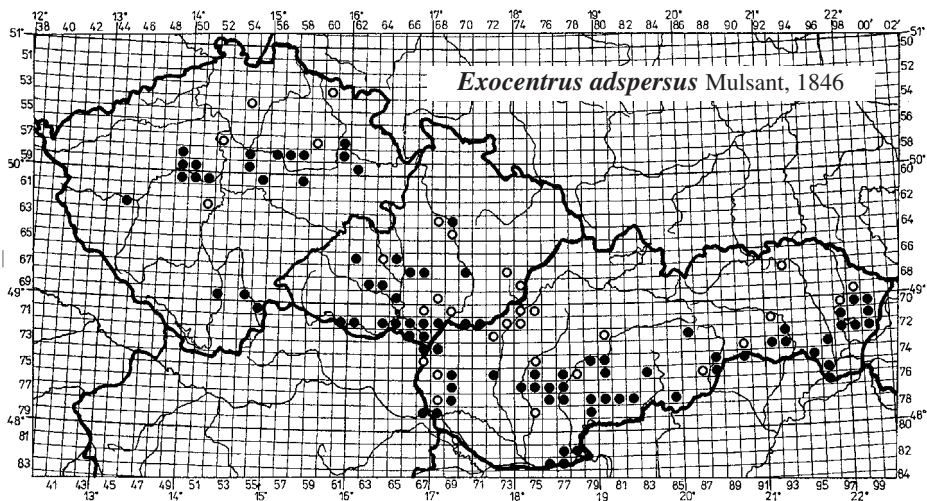 12° 13° 14° 15° 16° 17° 18° 19° 20° 21° 22°
38 40 42 44 46 48 50 52 54 56 58 60 62 64 66 68 70 72 74 76 78 80 82 84 86 88 90 92 94 96 98 00 02
Exocentrus adspersus Mulsant, 1846
51° 51 53 55 57 59 50° 61 63 65 67 69 49° 71 73 75 77 79 48° 81 83
51° 50 52 54 56 58 50° 60 62 64 66 68 49° 70 72 74 76 78 48° 80 82 84
41 43 45 47 49 51 53 55 57 59 61 63 65 67 69 71 73 75 77 79 81 83 85 87 89 91 93 95 97 99
13° 14° 15° 16° 17° 18° 19 20° 21° 22°